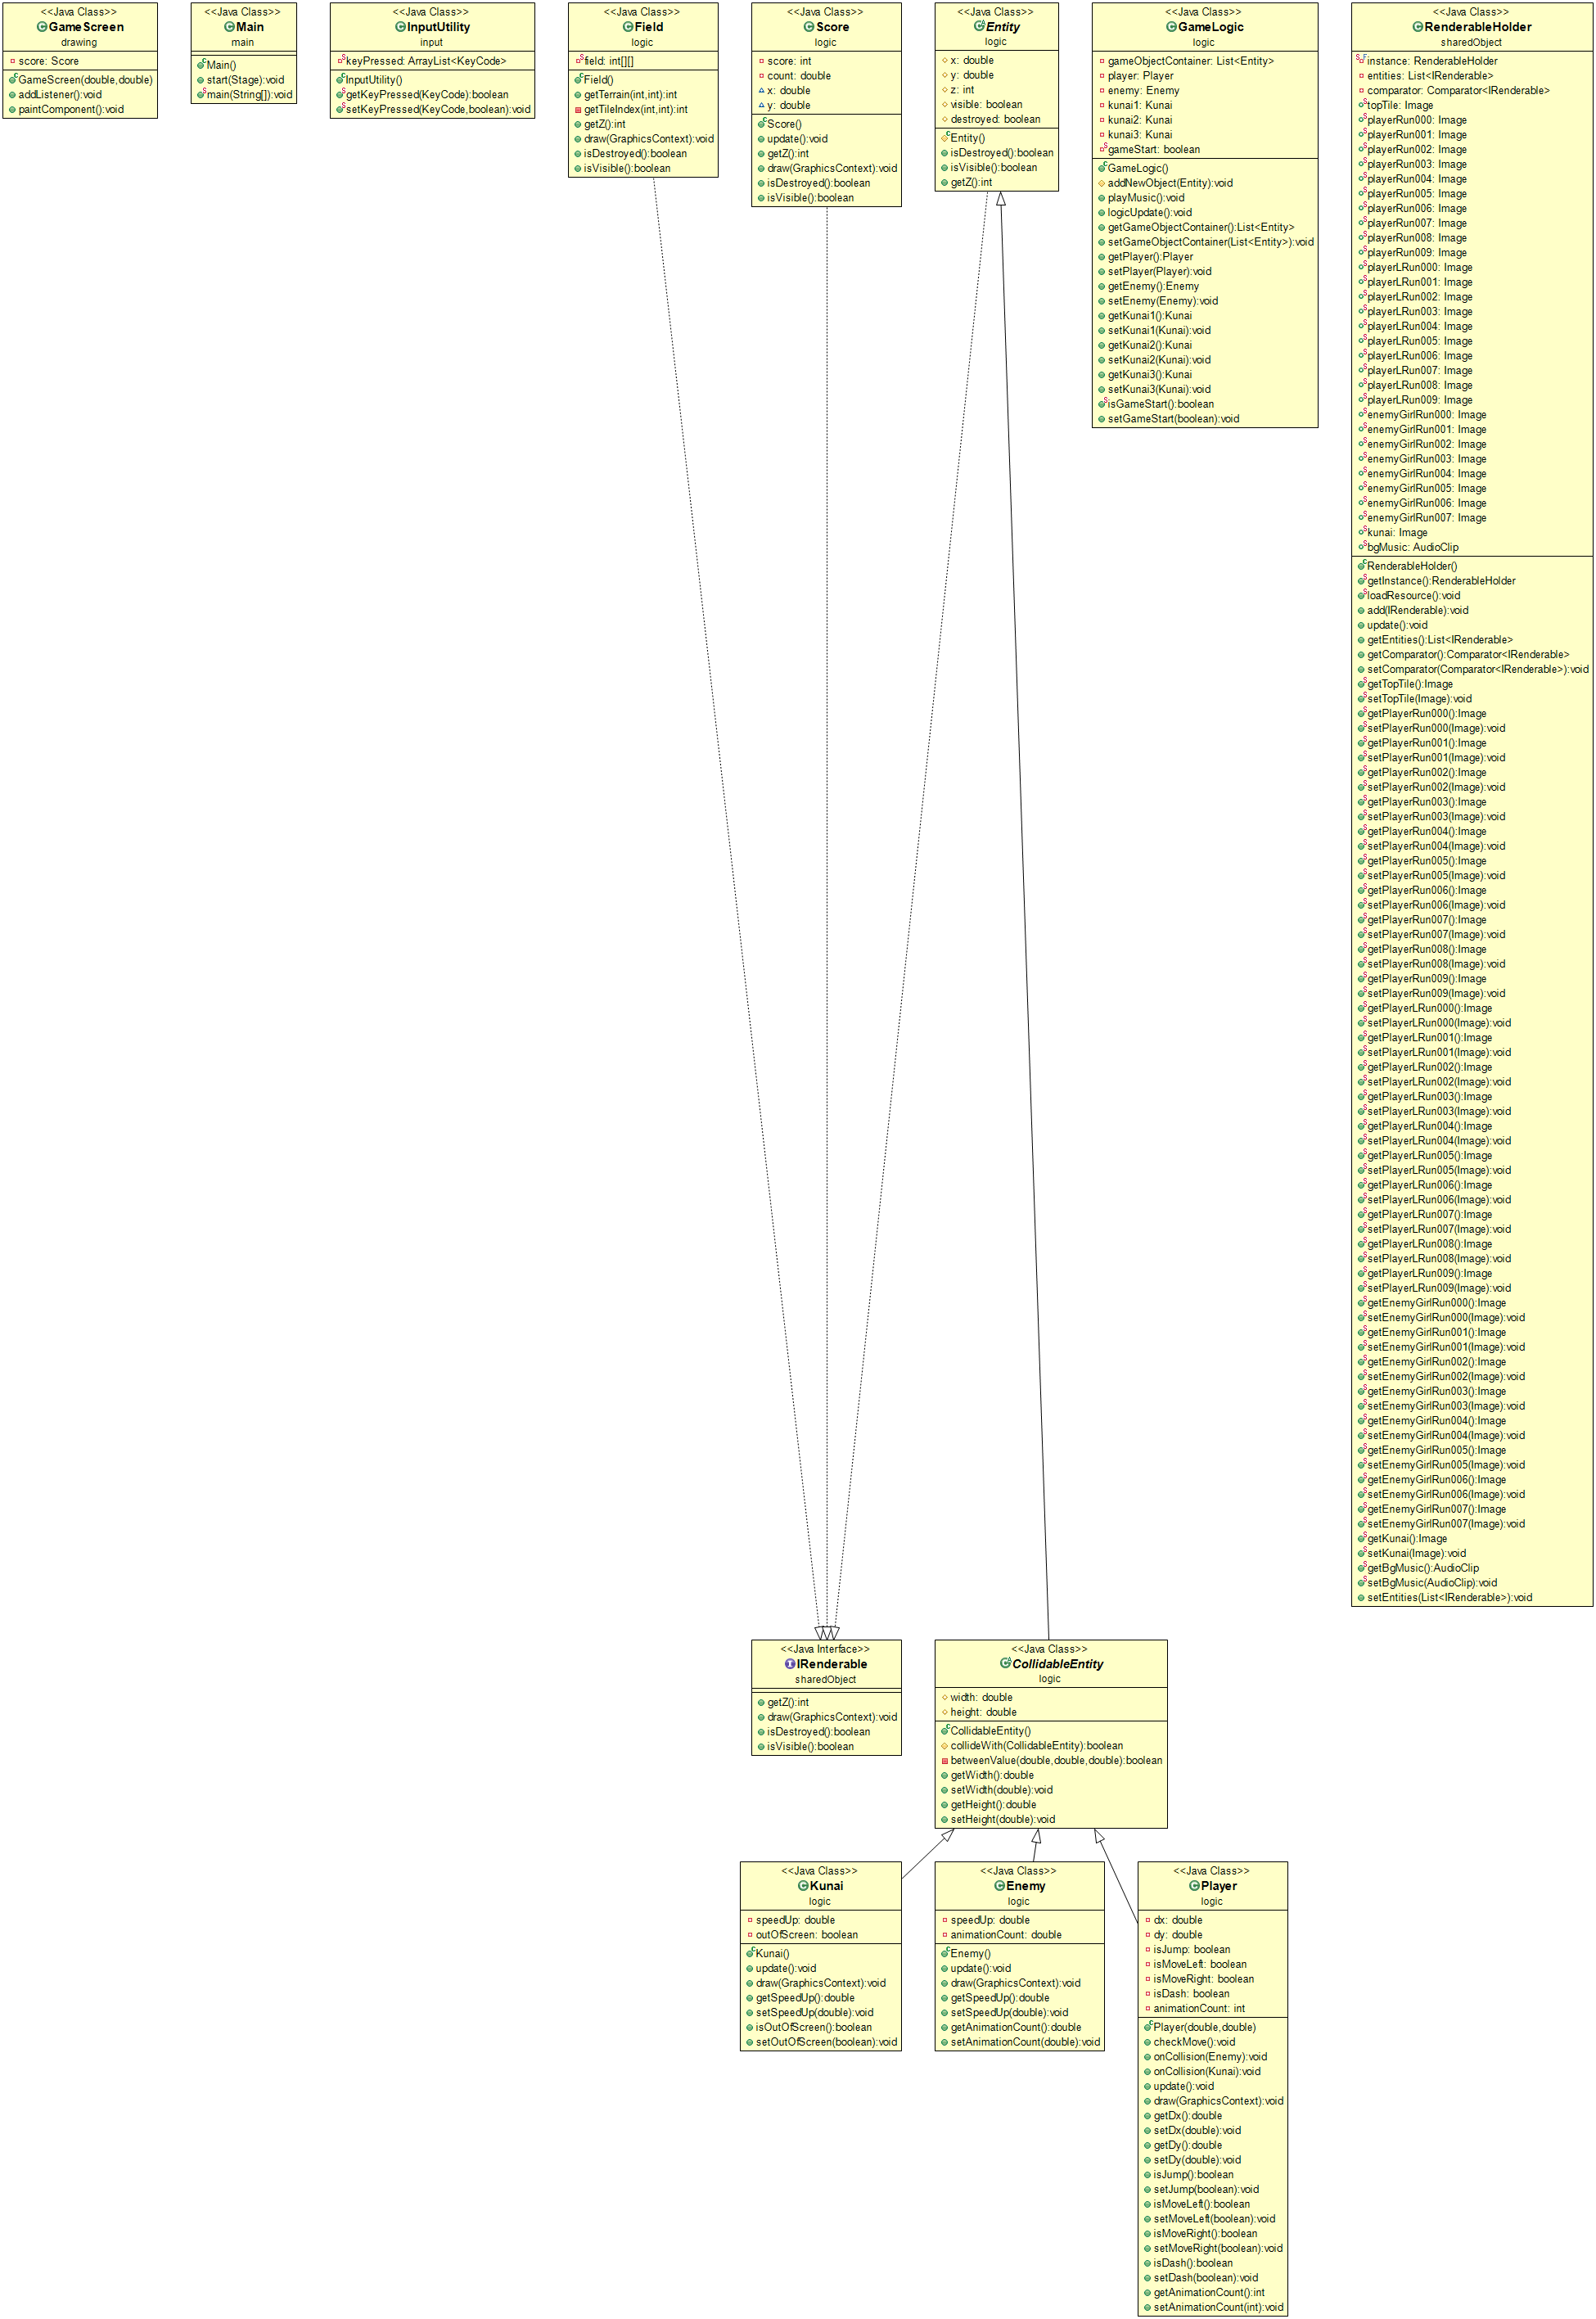 <<Java Class>>
GameScreen
drawing
score: Score
GameScreen(double,double)
addListener():void
paintComponent():void
<<Java Class>>
Main
main
Main()
start(Stage):void
main(String[]):void
<<Java Class>>
InputUtility
input
keyPressed: ArrayList<KeyCode>
InputUtility()
getKeyPressed(KeyCode):boolean
setKeyPressed(KeyCode,boolean):void
<<Java Class>>
Field
logic
field: int[][]
Field()
getTerrain(int,int):int
getTileIndex(int,int):int
getZ():int
draw(GraphicsContext):void
isDestroyed():boolean
isVisible():boolean
<<Java Class>>
Score
logic
score: int
count: double
x: double
y: double
Score()
update():void
getZ():int
draw(GraphicsContext):void
isDestroyed():boolean
isVisible():boolean
<<Java Class>>
Entity
logic
x: double
y: double
z: int
visible: boolean
destroyed: boolean
Entity()
isDestroyed():boolean
isVisible():boolean
getZ():int
<<Java Class>>
GameLogic
logic
gameObjectContainer: List<Entity>
player: Player
enemy: Enemy
kunai1: Kunai
kunai2: Kunai
kunai3: Kunai
gameStart: boolean
GameLogic()
addNewObject(Entity):void
playMusic():void
logicUpdate():void
getGameObjectContainer():List<Entity>
setGameObjectContainer(List<Entity>):void
getPlayer():Player
setPlayer(Player):void
getEnemy():Enemy
setEnemy(Enemy):void
getKunai1():Kunai
setKunai1(Kunai):void
getKunai2():Kunai
setKunai2(Kunai):void
getKunai3():Kunai
setKunai3(Kunai):void
isGameStart():boolean
setGameStart(boolean):void
<<Java Class>>
RenderableHolder
sharedObject
instance: RenderableHolder
entities: List<IRenderable>
comparator: Comparator<IRenderable>
topTile: Image
playerRun000: Image
playerRun001: Image
playerRun002: Image
playerRun003: Image
playerRun004: Image
playerRun005: Image
playerRun006: Image
playerRun007: Image
playerRun008: Image
playerRun009: Image
playerLRun000: Image
playerLRun001: Image
playerLRun002: Image
playerLRun003: Image
playerLRun004: Image
playerLRun005: Image
playerLRun006: Image
playerLRun007: Image
playerLRun008: Image
playerLRun009: Image
enemyGirlRun000: Image
enemyGirlRun001: Image
enemyGirlRun002: Image
enemyGirlRun003: Image
enemyGirlRun004: Image
enemyGirlRun005: Image
enemyGirlRun006: Image
enemyGirlRun007: Image
kunai: Image
bgMusic: AudioClip
RenderableHolder()
getInstance():RenderableHolder
loadResource():void
add(IRenderable):void
update():void
getEntities():List<IRenderable>
getComparator():Comparator<IRenderable>
setComparator(Comparator<IRenderable>):void
getTopTile():Image
setTopTile(Image):void
getPlayerRun000():Image
setPlayerRun000(Image):void
getPlayerRun001():Image
setPlayerRun001(Image):void
getPlayerRun002():Image
setPlayerRun002(Image):void
getPlayerRun003():Image
setPlayerRun003(Image):void
getPlayerRun004():Image
setPlayerRun004(Image):void
getPlayerRun005():Image
setPlayerRun005(Image):void
getPlayerRun006():Image
setPlayerRun006(Image):void
getPlayerRun007():Image
setPlayerRun007(Image):void
getPlayerRun008():Image
setPlayerRun008(Image):void
getPlayerRun009():Image
setPlayerRun009(Image):void
getPlayerLRun000():Image
setPlayerLRun000(Image):void
getPlayerLRun001():Image
setPlayerLRun001(Image):void
getPlayerLRun002():Image
setPlayerLRun002(Image):void
getPlayerLRun003():Image
setPlayerLRun003(Image):void
getPlayerLRun004():Image
setPlayerLRun004(Image):void
getPlayerLRun005():Image
setPlayerLRun005(Image):void
getPlayerLRun006():Image
setPlayerLRun006(Image):void
getPlayerLRun007():Image
setPlayerLRun007(Image):void
getPlayerLRun008():Image
setPlayerLRun008(Image):void
getPlayerLRun009():Image
setPlayerLRun009(Image):void
getEnemyGirlRun000():Image
setEnemyGirlRun000(Image):void
getEnemyGirlRun001():Image
setEnemyGirlRun001(Image):void
getEnemyGirlRun002():Image
setEnemyGirlRun002(Image):void
getEnemyGirlRun003():Image
setEnemyGirlRun003(Image):void
getEnemyGirlRun004():Image
setEnemyGirlRun004(Image):void
getEnemyGirlRun005():Image
setEnemyGirlRun005(Image):void
getEnemyGirlRun006():Image
setEnemyGirlRun006(Image):void
getEnemyGirlRun007():Image
setEnemyGirlRun007(Image):void
getKunai():Image
setKunai(Image):void
getBgMusic():AudioClip
setBgMusic(AudioClip):void
setEntities(List<IRenderable>):void
<<Java Interface>>
IRenderable
sharedObject
getZ():int
draw(GraphicsContext):void
isDestroyed():boolean
isVisible():boolean
<<Java Class>>
CollidableEntity
logic
width: double
height: double
CollidableEntity()
collideWith(CollidableEntity):boolean
betweenValue(double,double,double):boolean
getWidth():double
setWidth(double):void
getHeight():double
setHeight(double):void
<<Java Class>>
Kunai
logic
speedUp: double
outOfScreen: boolean
Kunai()
update():void
draw(GraphicsContext):void
getSpeedUp():double
setSpeedUp(double):void
isOutOfScreen():boolean
setOutOfScreen(boolean):void
<<Java Class>>
Enemy
logic
speedUp: double
animationCount: double
Enemy()
update():void
draw(GraphicsContext):void
getSpeedUp():double
setSpeedUp(double):void
getAnimationCount():double
setAnimationCount(double):void
<<Java Class>>
Player
logic
dx: double
dy: double
isJump: boolean
isMoveLeft: boolean
isMoveRight: boolean
isDash: boolean
animationCount: int
Player(double,double)
checkMove():void
onCollision(Enemy):void
onCollision(Kunai):void
update():void
draw(GraphicsContext):void
getDx():double
setDx(double):void
getDy():double
setDy(double):void
isJump():boolean
setJump(boolean):void
isMoveLeft():boolean
setMoveLeft(boolean):void
isMoveRight():boolean
setMoveRight(boolean):void
isDash():boolean
setDash(boolean):void
getAnimationCount():int
setAnimationCount(int):void